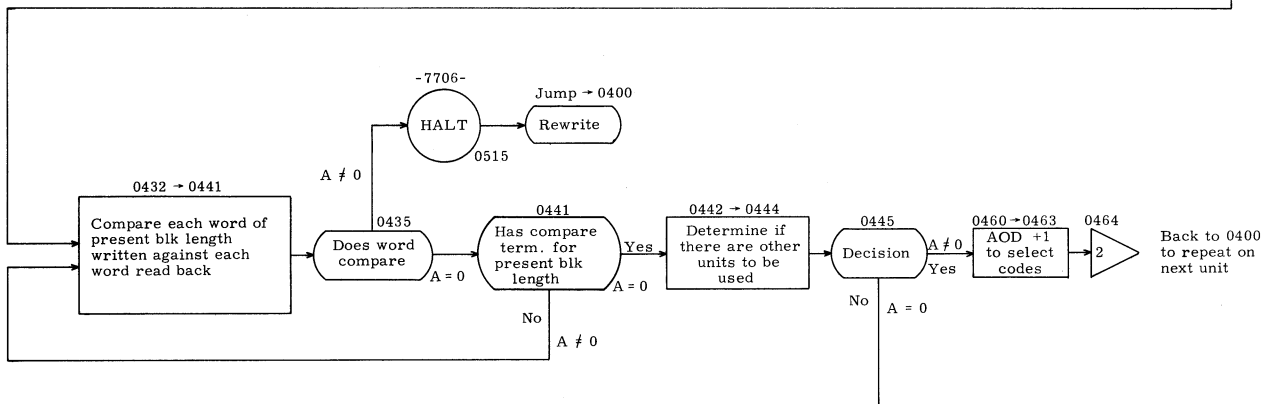 -7706-
HALT
0515
Jump → 0400
Rewrite
A ≠ 0
0432 → 0441
Compare each word of
present blk length
written against each
word read back
0435
Does word
compare
A = 0
0441
Has compare
term. for
present blk
length
Yes
A = 0
No
A ≠ 0
0442 → 0444
Determine if
there are other
units to be
used
0445
Decision
A ≠ 0
Yes
No
A = 0
0460 → 0463
AOD +1
to select
codes
0464
2
Back to 0400
to repeat on
next unit